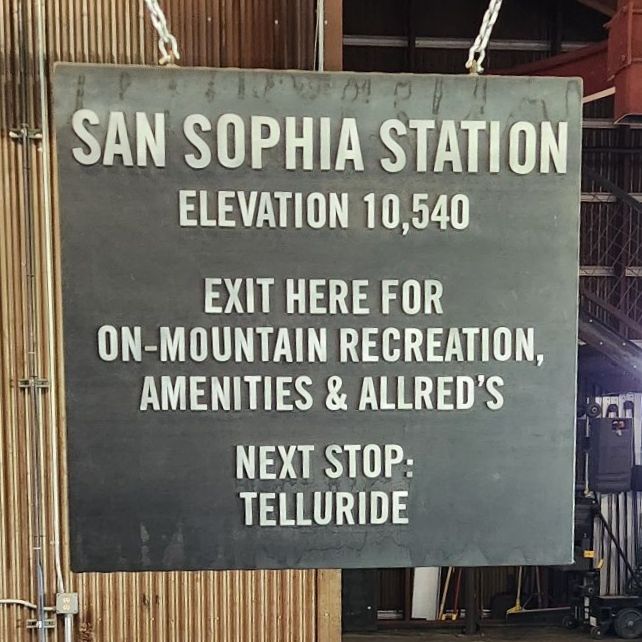 SAN SOPHIA STATION
ELEVATION 10,540
EXIT HERE FOR
ON-MOUNTAIN RECREATION,
AMENITIES & ALLRED'S
NEXT STOP:
TELLURIDE